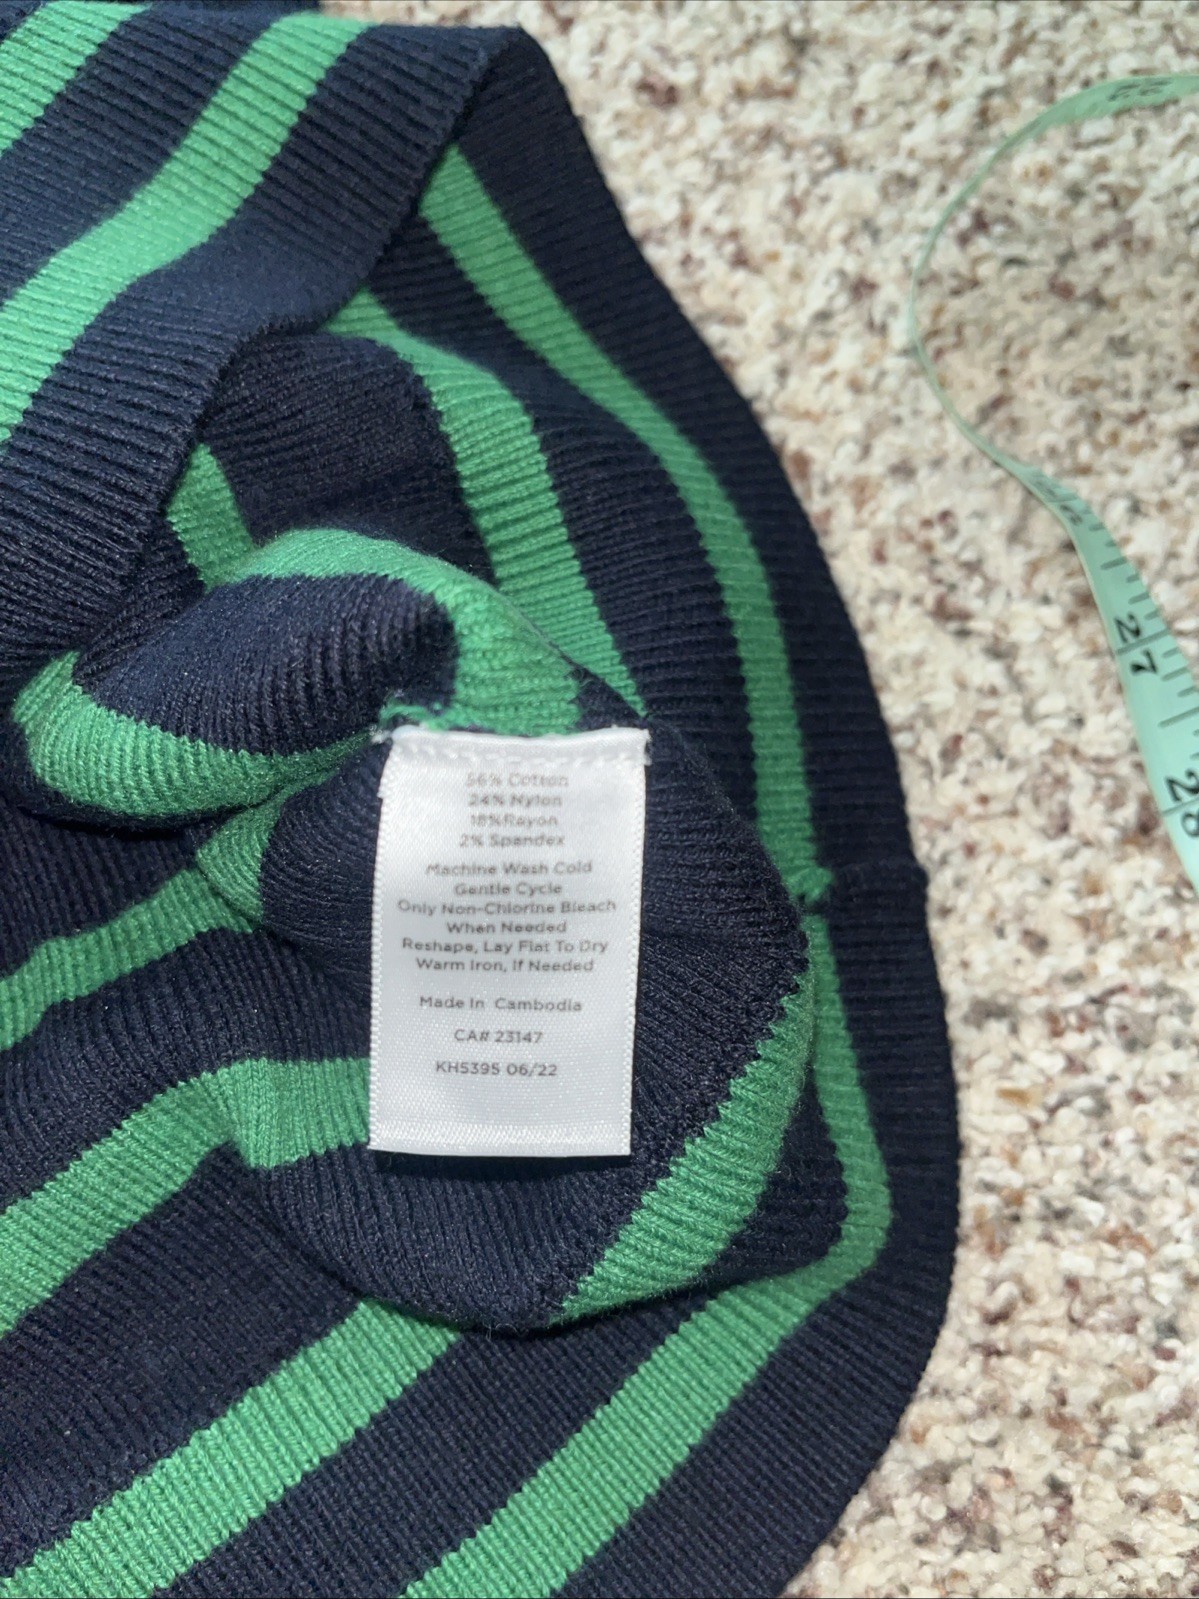 56% Cotton
24% Nylon
18%Rayon
2% Spandex
Machine Wash Cold
Gentle Cycle
Only Non-Chlorine Bleach
When Needed
Reshape, Lay Flat To Dry
Warm Iron, If Needed
Made In Cambodia
CA# 23147
KH5395 06/22
27
28